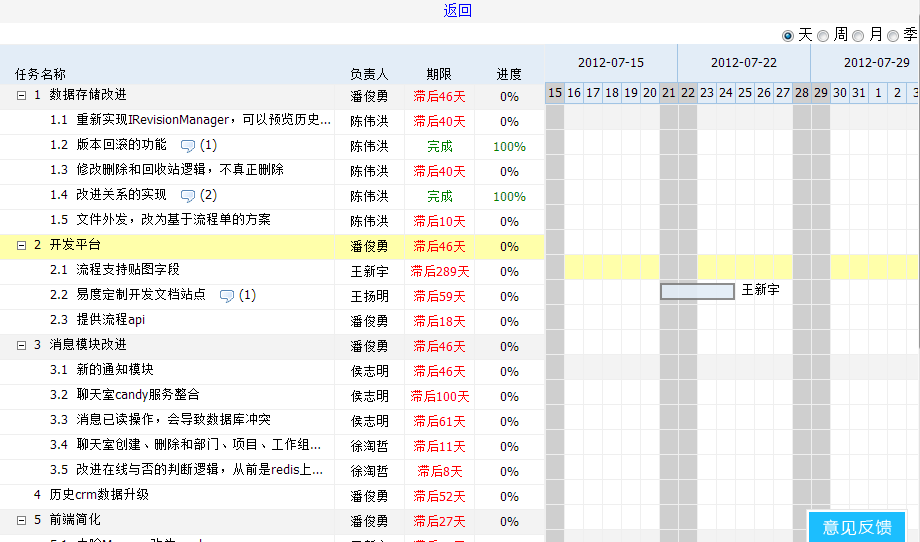 返回
天 周 月 季
任务名称 负责人 期限 进度 2012-07-15 2012-07-22 2012-07-29
15 16 17 18 19 20 21 22 23 24 25 26 27 28 29 30 31 1 2 3
1 数据存储改进 潘俊勇 滞后46天 0%
1.1 重新实现IRevisionManager，可以预览历史... 陈伟洪 滞后40天 0%
1.2 版本回滚的功能 (1) 陈伟洪 完成 100%
1.3 修改删除和回收站逻辑，不真正删除 陈伟洪 滞后40天 0%
1.4 改进关系的实现 (2) 陈伟洪 完成 100%
1.5 文件外发，改为基于流程单的方案 陈伟洪 滞后10天 0%
2 开发平台 潘俊勇 滞后46天 0%
2.1 流程支持贴图字段 王新宇 滞后289天 0%
2.2 易度定制开发文档站点 (1) 王扬明 滞后59天 0% 王新宇
2.3 提供流程api 潘俊勇 滞后18天 0%
3 消息模块改进 潘俊勇 滞后46天 0%
3.1 新的通知模块 侯志明 滞后46天 0%
3.2 聊天室candy服务整合 侯志明 滞后100天 0%
3.3 消息已读操作，会导致数据库冲突 侯志明 滞后61天 0%
3.4 聊天室创建、删除和部门、项目、工作组... 徐淘哲 滞后11天 0%
3.5 改进在线与否的判断逻辑，从前是redis上... 徐淘哲 滞后8天 0%
4 历史crm数据升级 潘俊勇 滞后52天 0%
5 前端简化 潘俊勇 滞后27天 0%
意见反馈